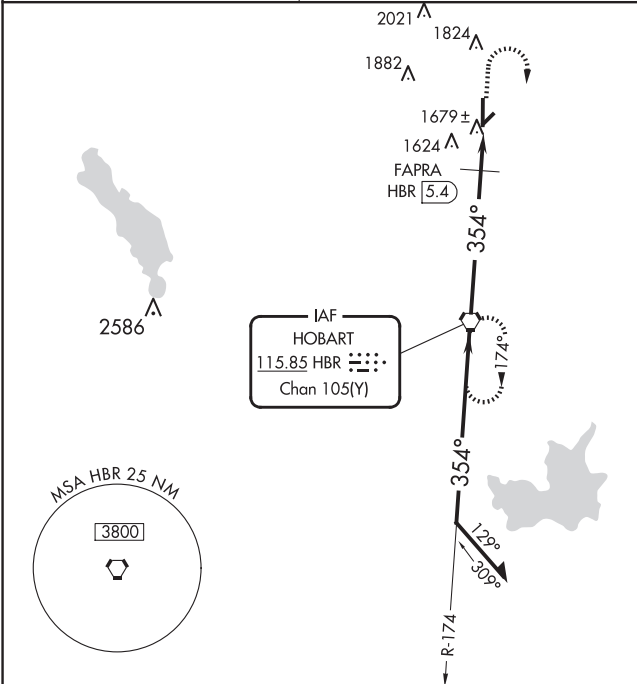 2021
1824
1882
1679 ±
1624
FAPRA
HBR 5.4
354°
2586
IAF
HOBART
115.85 HBR
Chan 105(Y)
174°
354°
MSA HBR 25 NM
3800
129°
309°
R-174